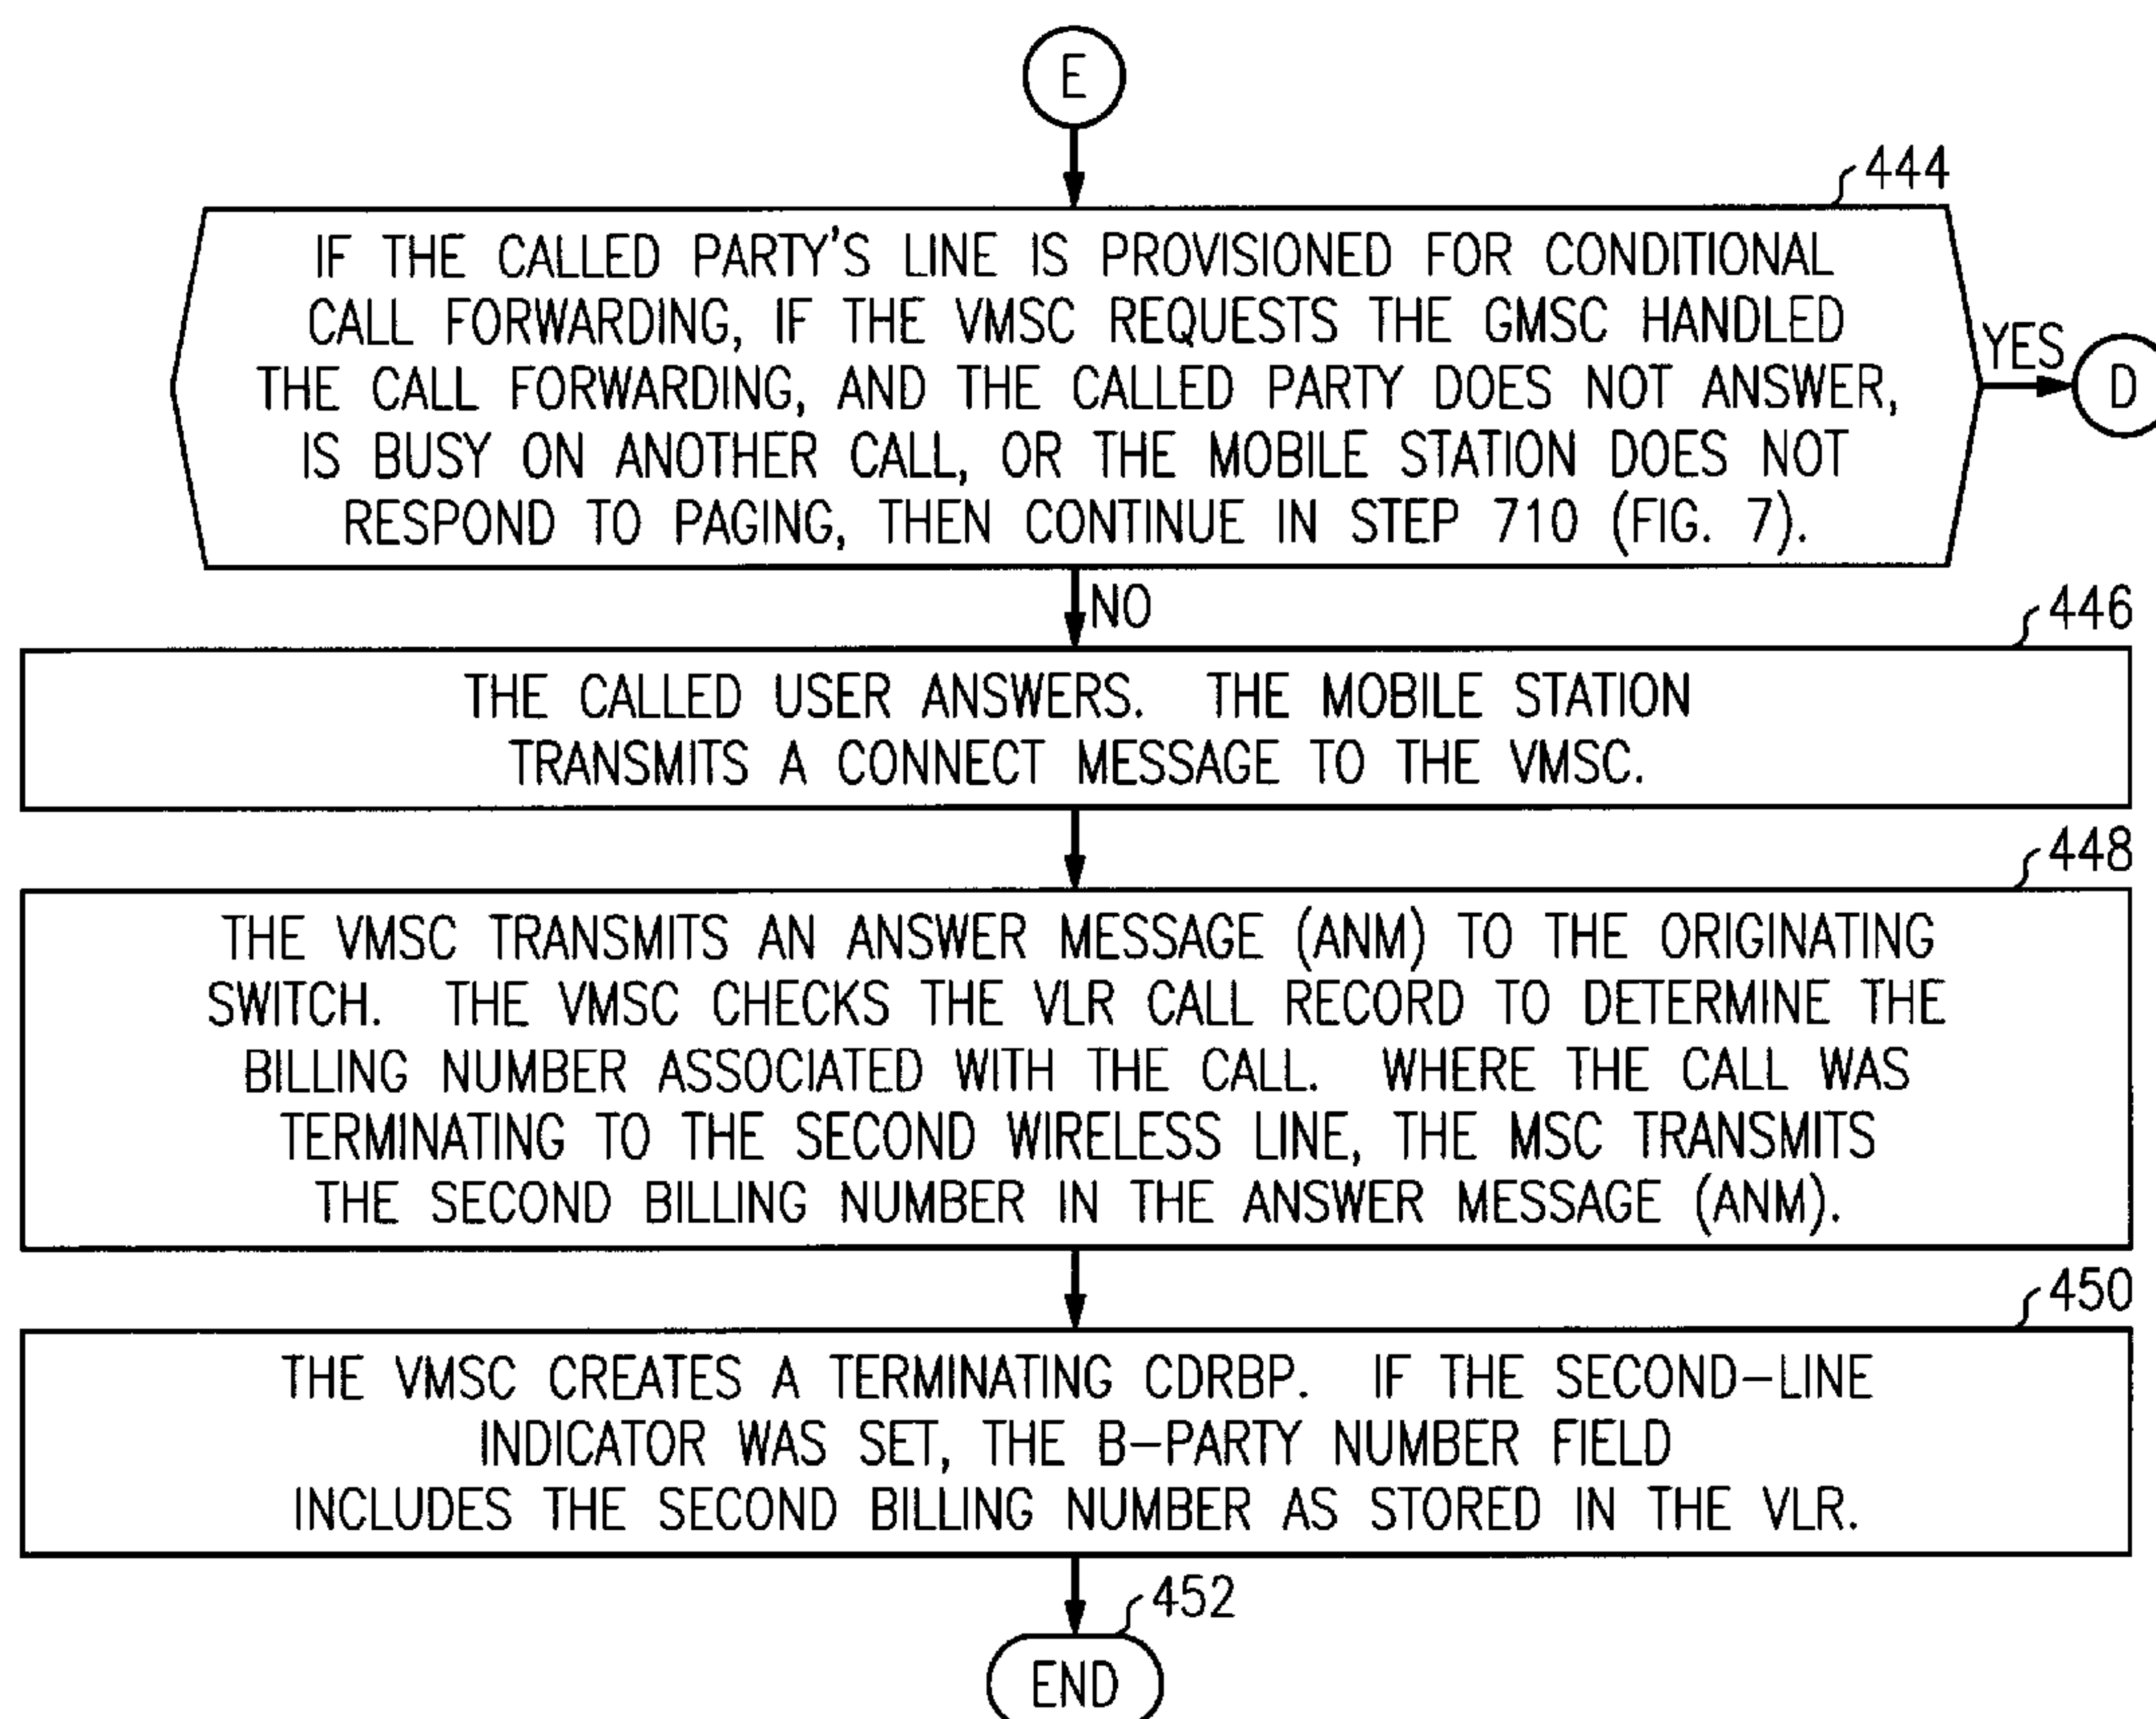 E
444
IF THE CALLED PARTY'S LINE IS PROVISIONED FOR CONDITIONAL
CALL FORWARDING, IF THE VMSC REQUESTS THE GMSC HANDLED
THE CALL FORWARDING, AND THE CALLED PARTY DOES NOT ANSWER,
IS BUSY ON ANOTHER CALL, OR THE MOBILE STATION DOES NOT
RESPOND TO PAGING, THEN CONTINUE IN STEP 710 (FIG. 7).
YES
D
NO
446
THE CALLED USER ANSWERS. THE MOBILE STATION
TRANSMITS A CONNECT MESSAGE TO THE VMSC.
448
THE VMSC TRANSMITS AN ANSWER MESSAGE (ANM) TO THE ORIGINATING
SWITCH. THE VMSC CHECKS THE VLR CALL RECORD TO DETERMINE THE
BILLING NUMBER ASSOCIATED WITH THE CALL. WHERE THE CALL WAS
TERMINATING TO THE SECOND WIRELESS LINE, THE MSC TRANSMITS
THE SECOND BILLING NUMBER IN THE ANSWER MESSAGE (ANM).
450
THE VMSC CREATES A TERMINATING CDRBP. IF THE SECOND-LINE
INDICATOR WAS SET, THE B-PARTY NUMBER FIELD
INCLUDES THE SECOND BILLING NUMBER AS STORED IN THE VLR.
452
END